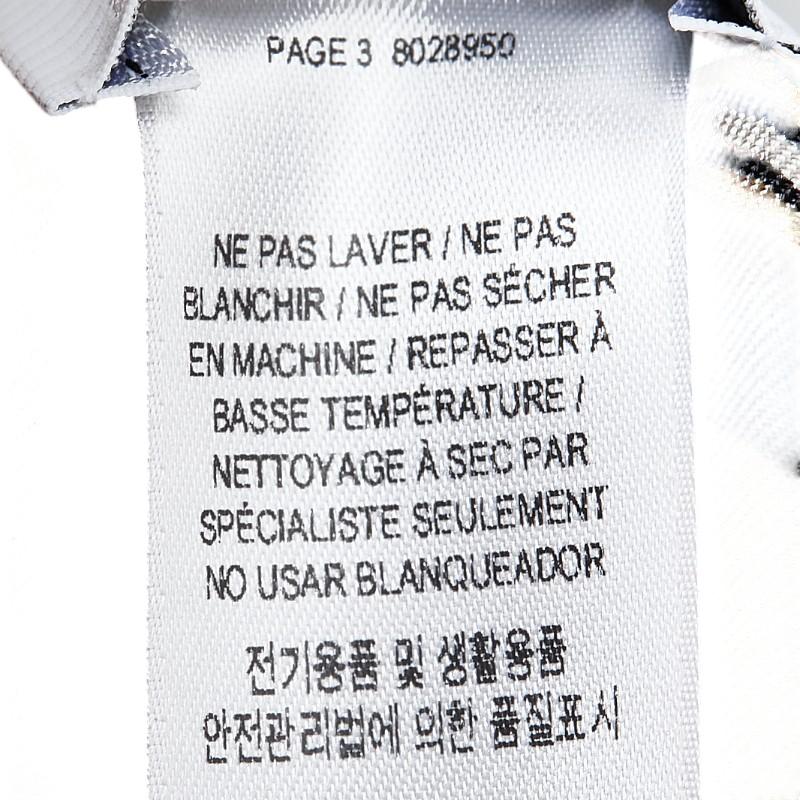 PAGE 3 8028950
NE PAS LAVER / NE PAS
BLANCHIR / NE PAS SÉCHER
EN MACHINE / REPASSER À
BASSE TEMPÉRATURE /
NETTOYAGE À SEC PAR
SPÉCIALISTE SEULEMENT
NO USAR BLANQUEADOR
전기용품 및 생활용품
안전관리법에 의한 품질표시